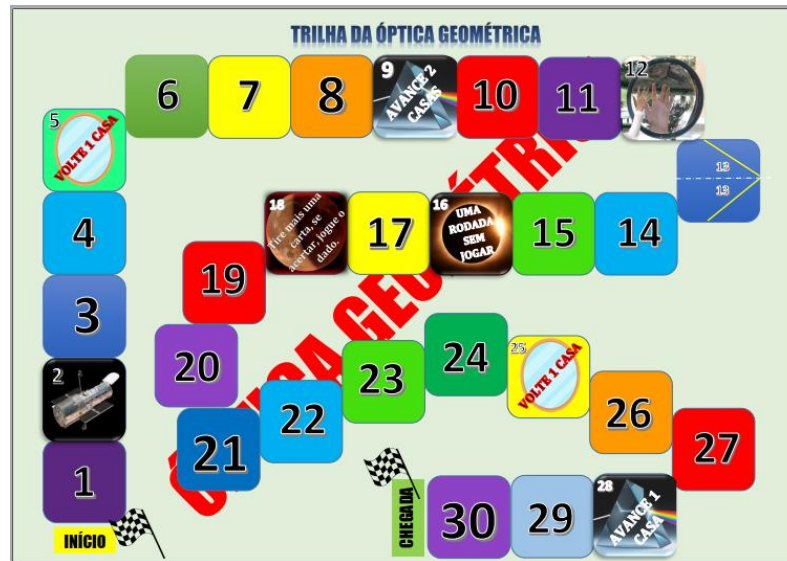 TRILHA DA ÓPTICA GEOMÉTRICA
INÍCIO
1
2
3
4
5
VOLTE 1 CASA
6
7
8
9
AVANCE 2
CASAS
10
11
12
13
13
14
15
16
UMA
RODADA
SEM
JOGAR
17
18
Tire mais uma
carta, se
acertar, jogue o
dado.
19
20
21
22
23
24
25
VOLTE 1 CASA
26
27
28
AVANCE 1
CASA
29
30
CHEGADA